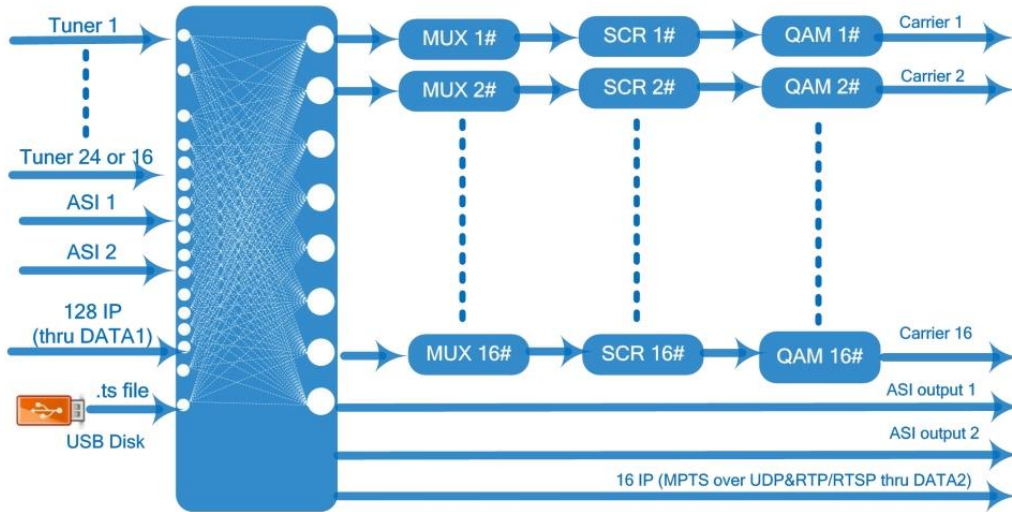 Tuner 1
Tuner 24 or 16
ASI 1
ASI 2
128 IP
(thru DATA1)
.ts file
USB Disk
MUX 1#
SCR 1#
QAM 1#
Carrier 1
MUX 2#
SCR 2#
QAM 2#
Carrier 2
MUX 16#
SCR 16#
QAM 16#
Carrier 16
ASI output 1
ASI output 2
16 IP (MPTS over UDP&RTP/RTSP thru DATA2)